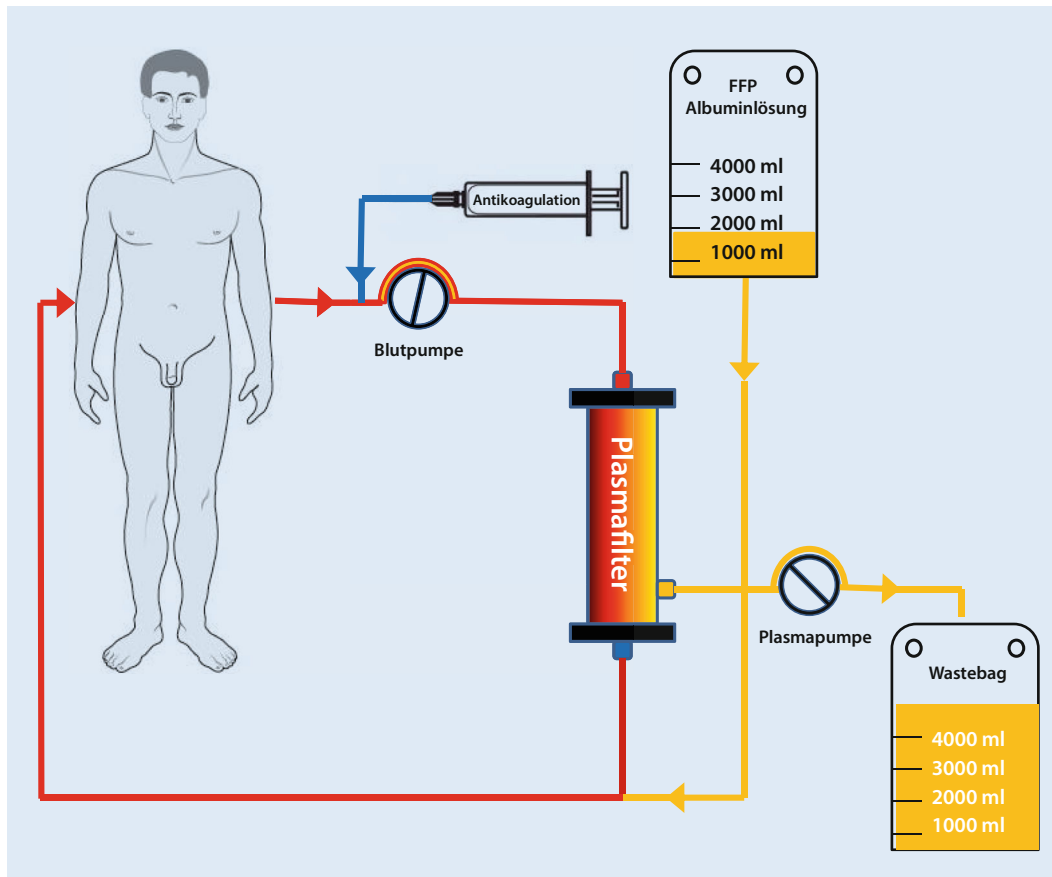 FFP
Albuminlösung
4000 ml
3000 ml
2000 ml
1000 ml
Antikoagulation
Blutpumpe
Plasmafilter
Plasmapumpe
Wastebag
4000 ml
3000 ml
2000 ml
1000 ml